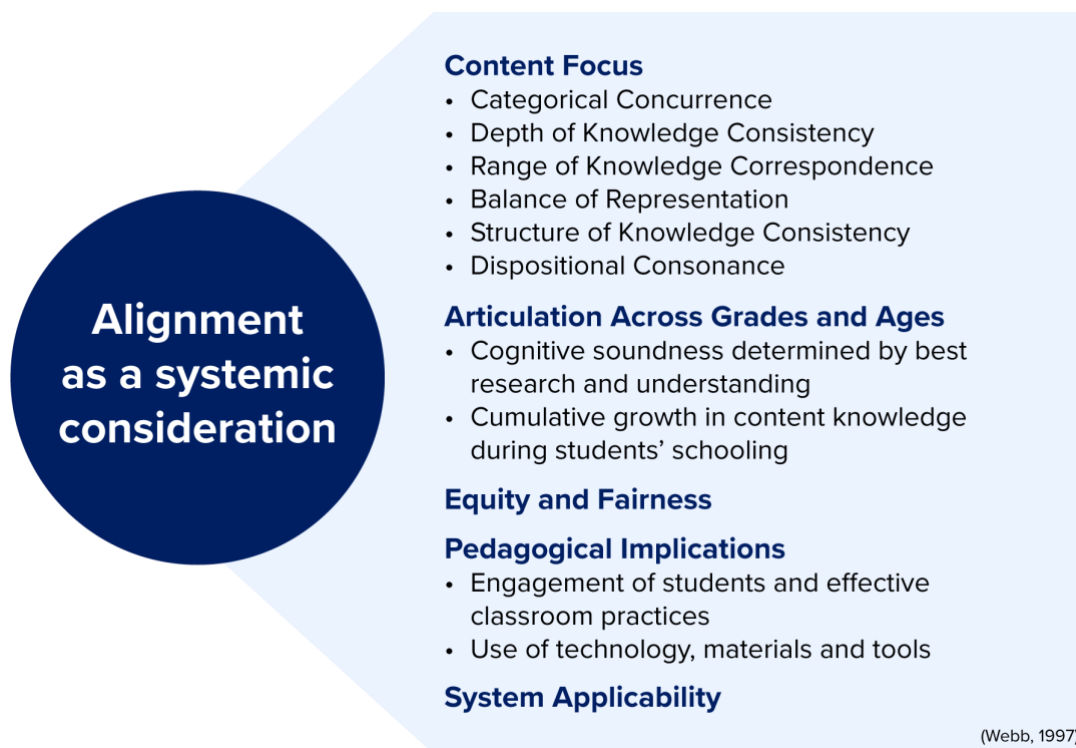 Alignment
as a systemic
consideration
Content Focus
• Categorical Concurrence
• Depth of Knowledge Consistency
• Range of Knowledge Correspondence
• Balance of Representation
• Structure of Knowledge Consistency
• Dispositional Consonance
Articulation Across Grades and Ages
• Cognitive soundness determined by best
research and understanding
• Cumulative growth in content knowledge
during students’ schooling
Equity and Fairness
Pedagogical Implications
• Engagement of students and effective
classroom practices
• Use of technology, materials and tools
System Applicability
(Webb, 1997)